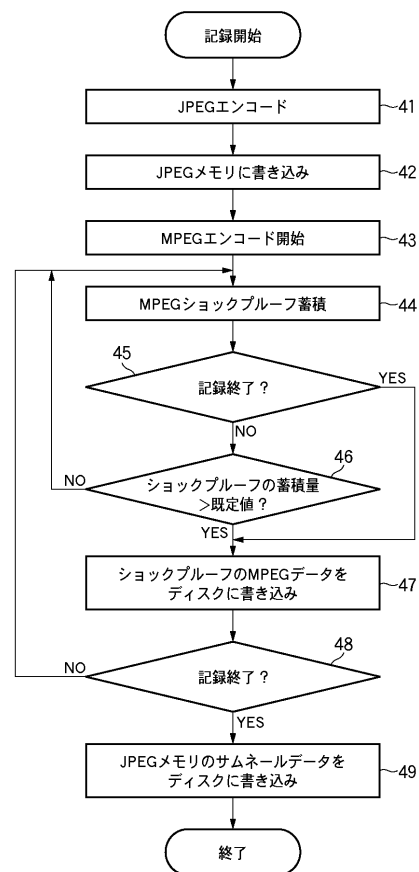 記録開始
JPEGエンコード
41
JPEGメモリに書き込み
42
MPEGエンコード開始
43
MPEGショックプルーフ蓄積
44
45
記録終了？
YES
NO
46
ショックプルーフの蓄積量
＞既定値？
NO
YES
ショックプルーフのMPEGデータを
ディスクに書き込み
47
48
記録終了？
NO
YES
JPEGメモリのサムネールデータを
ディスクに書き込み
49
終了